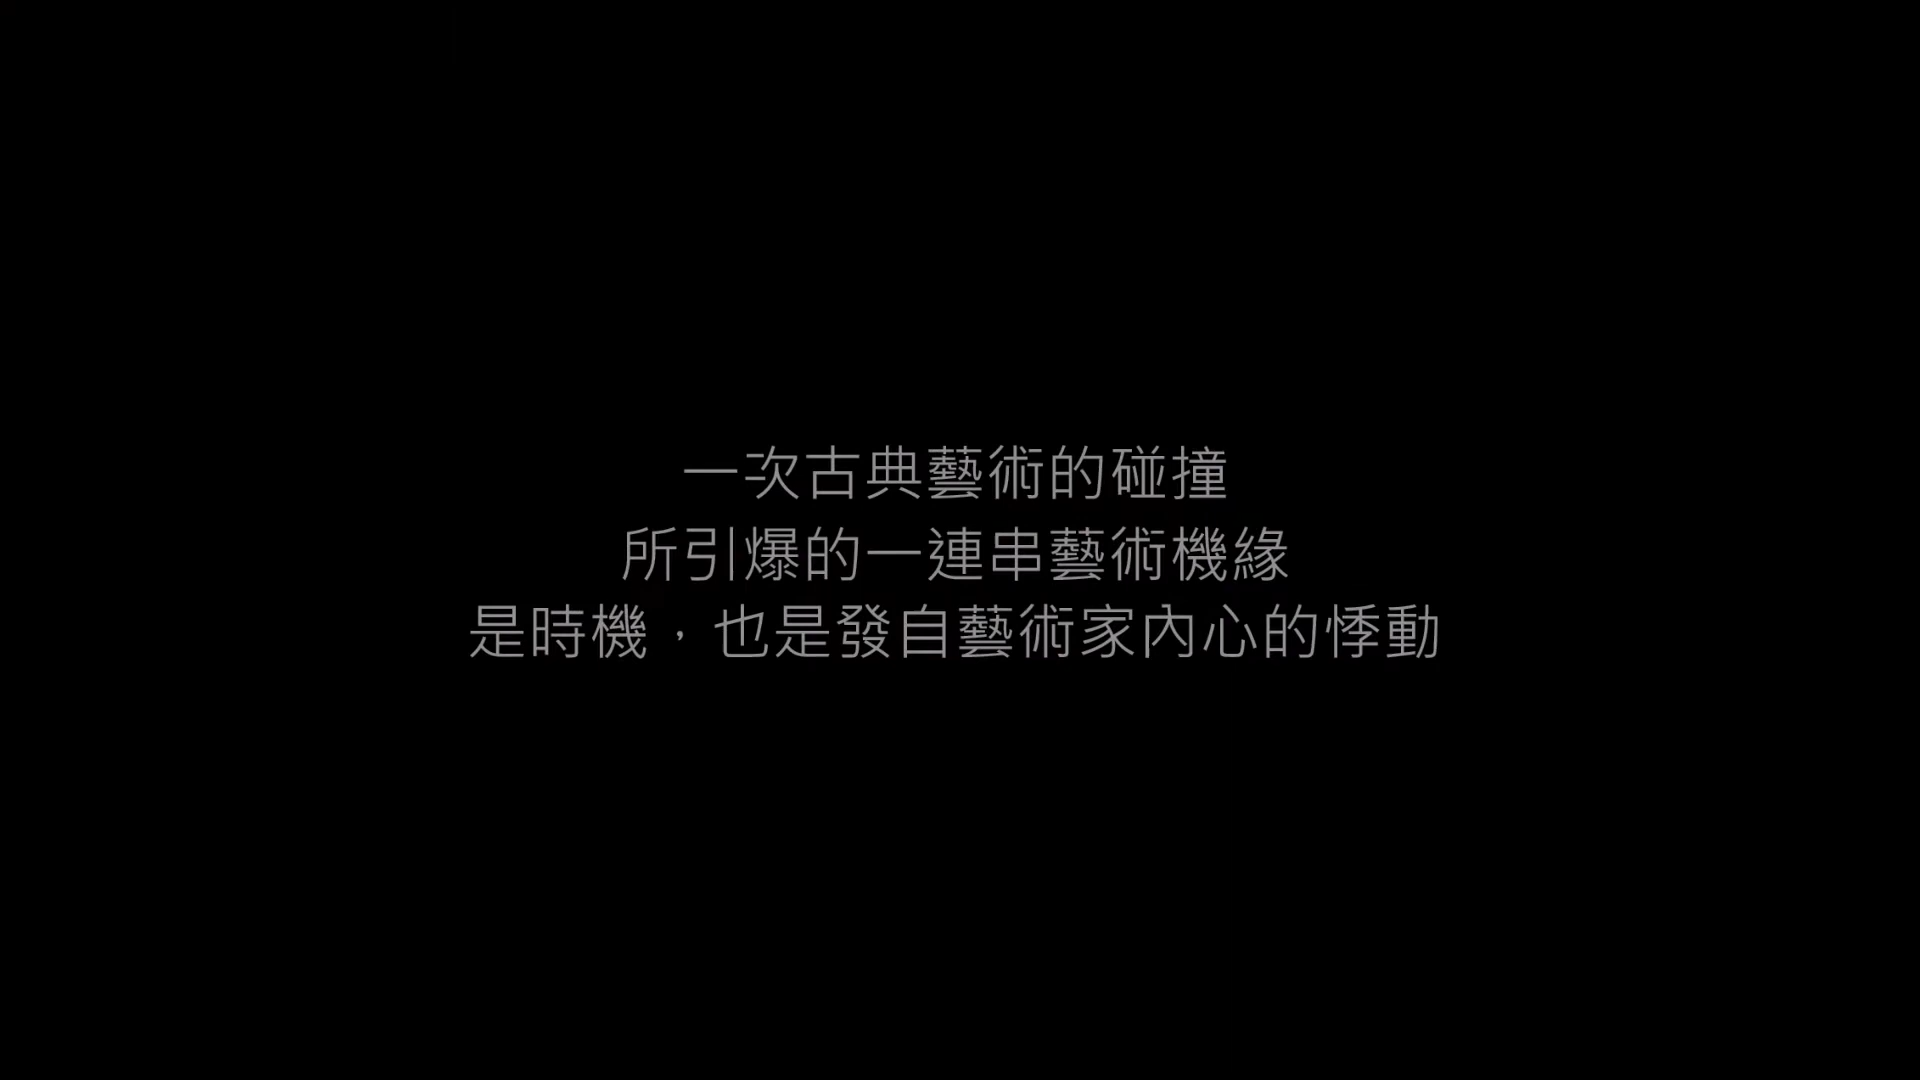 一次古典藝術的碰撞
所引爆的一連串藝術機緣
是時機，也是發自藝術家內心的悸動